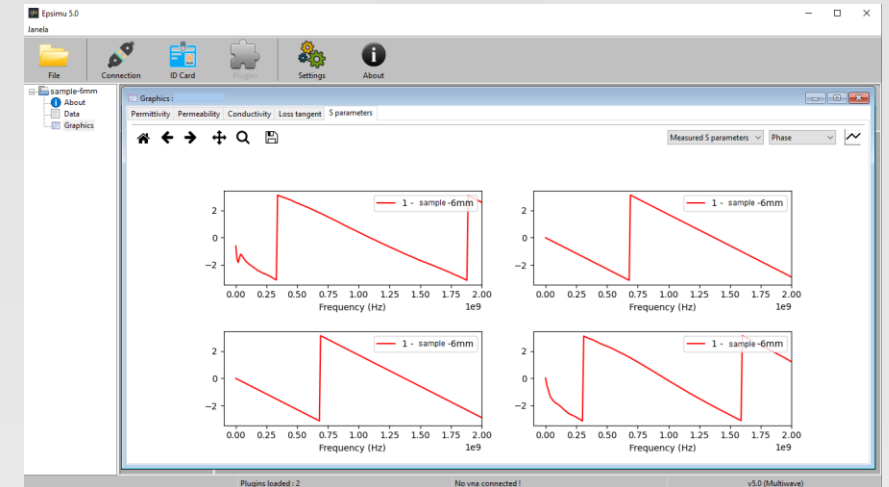 Epsimu 5.0
Janela
File Connection ID Card Plugins Settings About
sample-6mm
About
Data
Graphics
Graphics :
Permittivity Permeability Conductivity Loss tangent S parameters
Measured S parameters Phase
1 - sample -6mm
2
0
−2
0.00 0.25 0.50 0.75 1.00 1.25 1.50 1.75 2.00
Frequency (Hz) 1e9
1 - sample -6mm
2
0
−2
0.00 0.25 0.50 0.75 1.00 1.25 1.50 1.75 2.00
Frequency (Hz) 1e9
1 - sample -6mm
2
0
−2
0.00 0.25 0.50 0.75 1.00 1.25 1.50 1.75 2.00
Frequency (Hz) 1e9
1 - sample -6mm
2
0
−2
0.00 0.25 0.50 0.75 1.00 1.25 1.50 1.75 2.00
Frequency (Hz) 1e9
Plugins loaded : 2 No vna connected ! v5.0 (Multiwave)